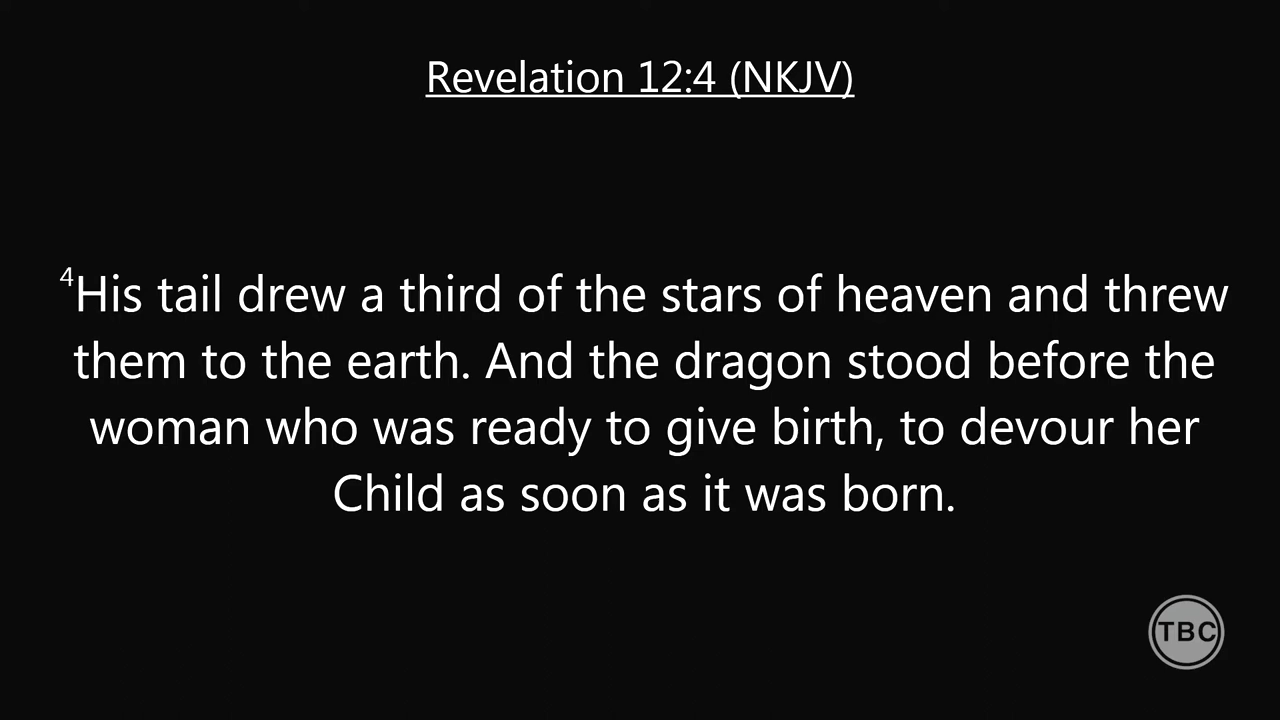 Revelation 12:4 (NKJV)
4His tail drew a third of the stars of heaven and threw
them to the earth. And the dragon stood before the
woman who was ready to give birth, to devour her
Child as soon as it was born.
TBC